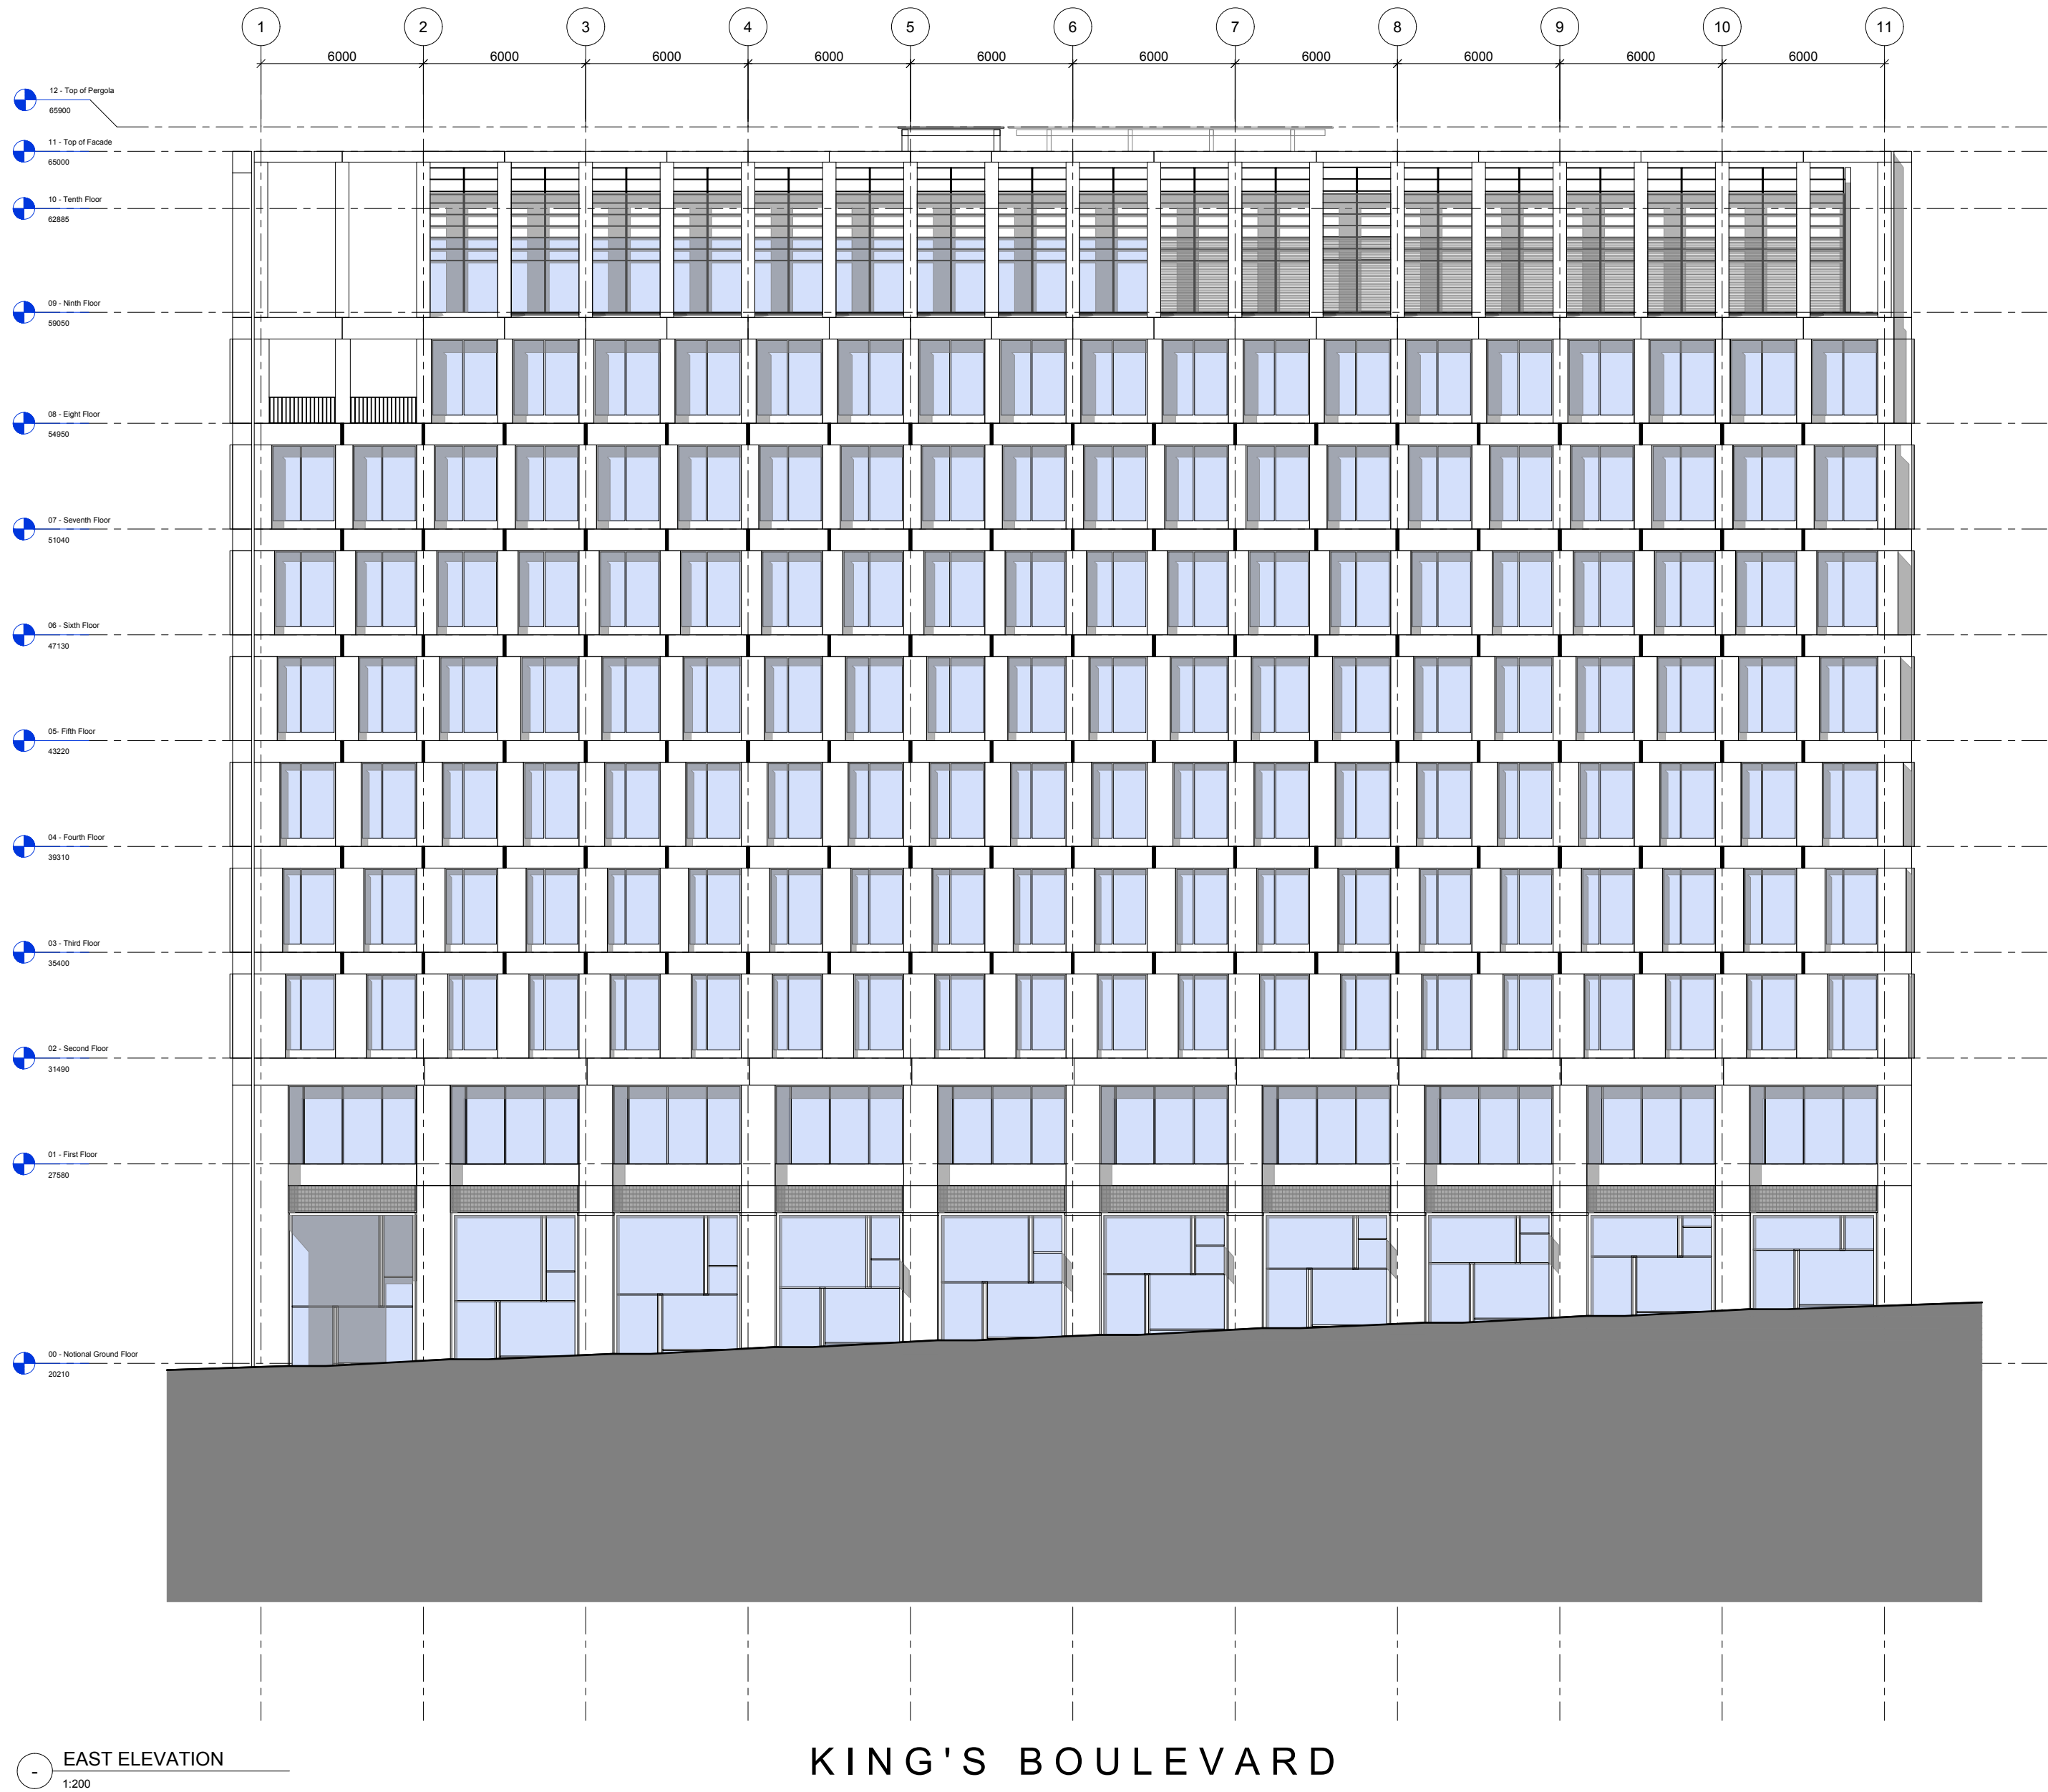 1 2 3 4 5 6 7 8 9 10 11
6000 6000 6000 6000 6000 6000 6000 6000 6000 6000
12 - Top of Pergola
65900
11 - Top of Facade
65000
10 - Tenth Floor
62885
09 - Ninth Floor
59050
08 - Eight Floor
54950
07 - Seventh Floor
51040
06 - Sixth Floor
47130
05- Fifth Floor
43220
04 - Fourth Floor
39310
03 - Third Floor
35400
02 - Second Floor
31490
01 - First Floor
27580
00 - Notional Ground Floor
20210
- EAST ELEVATION
1:200
KING'S BOULEVARD